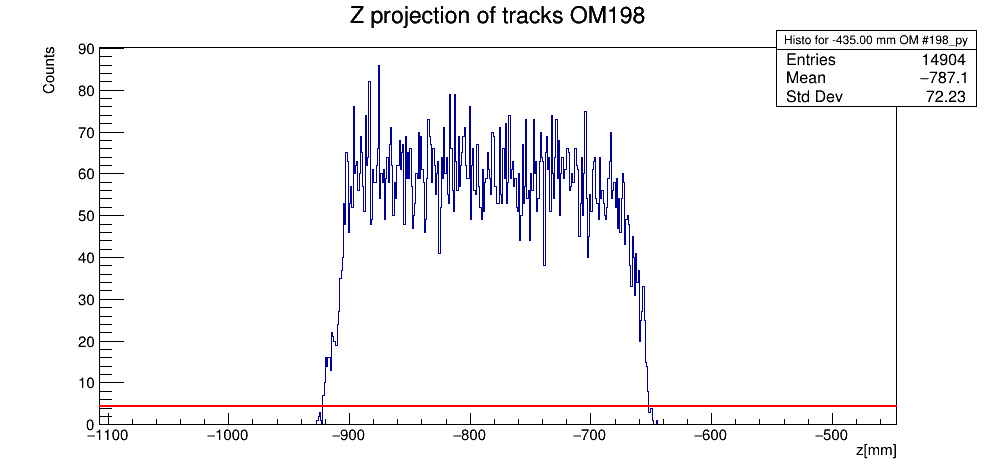 Z projection of tracks OM198
Histo for -435.00 mm OM #198_py
Entries 14904
Mean −787.1
Std Dev 72.23
Counts
90
80
70
60
50
40
30
20
10
0
−1100 −1000 −900 −800 −700 −600 −500
z[mm]